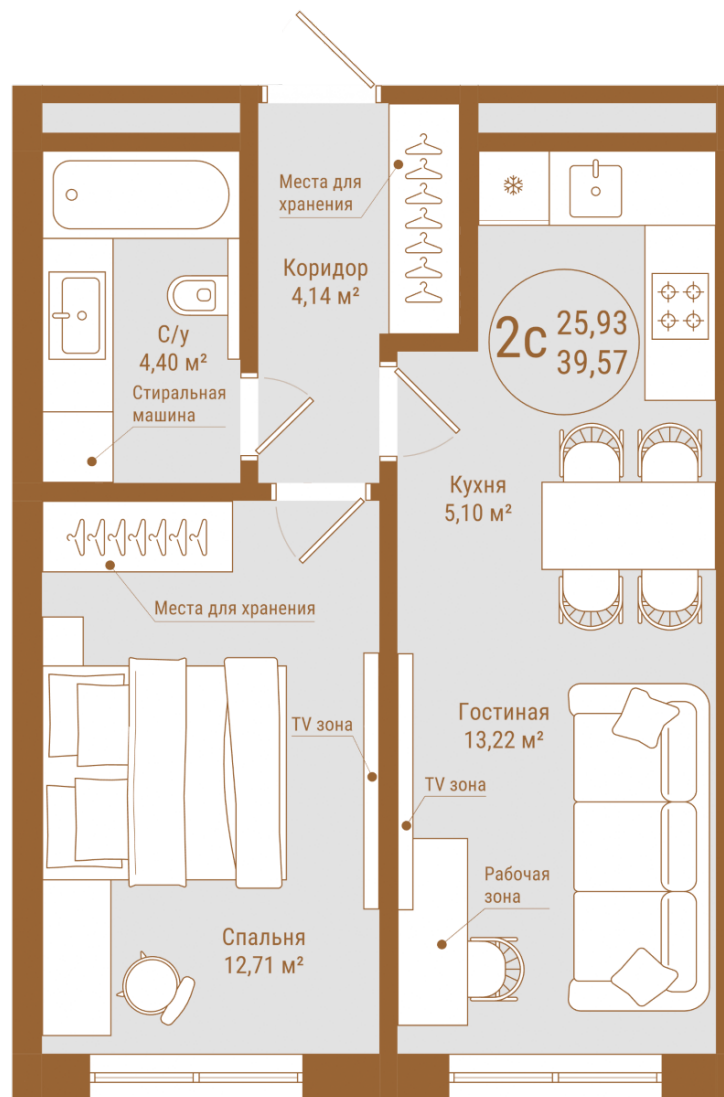 Места для
хранения
Коридор
4,14 м²
2с
25,93
39,57
С/у
4,40 м²
Стиральная
машина
Кухня
5,10 м²
Места для хранения
TV зона
Гостиная
13,22 м²
TV зона
Рабочая
зона
Спальня
12,71 м²